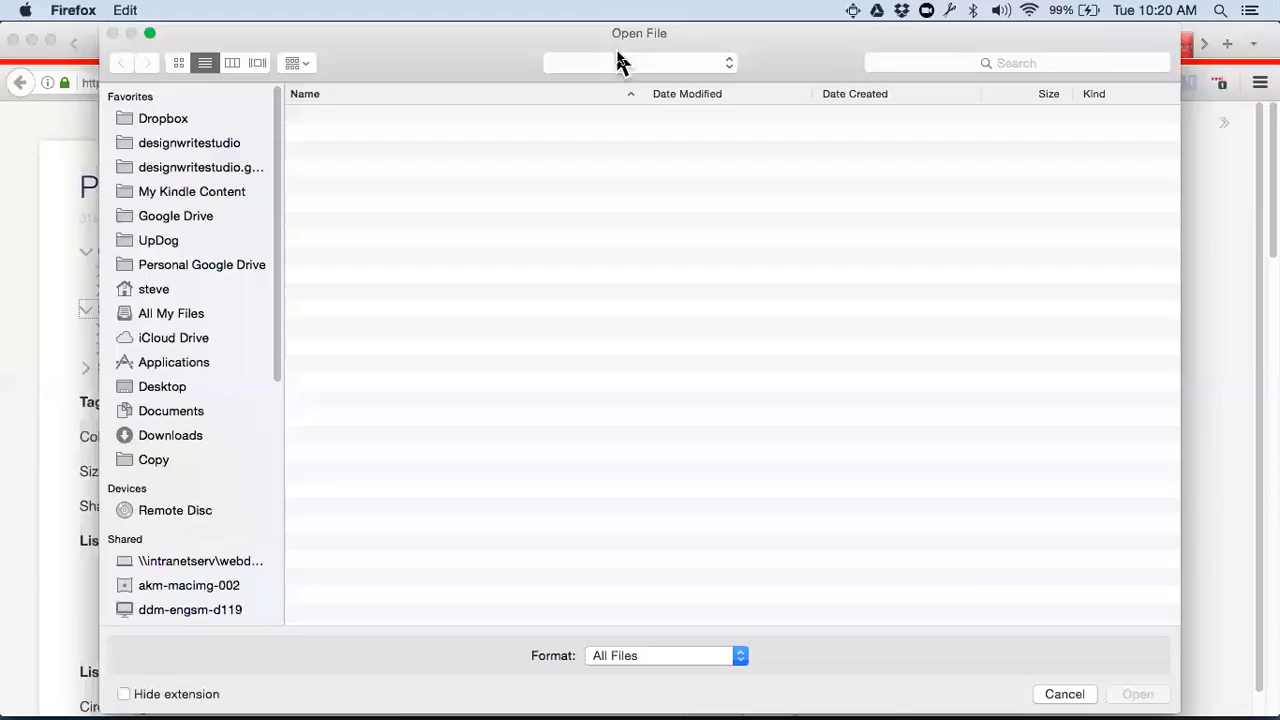 Firefox Edit 99% Tue 10:20 AM
Open File
Search
Name Date Modified Date Created Size Kind
Favorites
Dropbox
designwritestudio
designwritestudio.g...
My Kindle Content
Google Drive
UpDog
Personal Google Drive
steve
All My Files
iCloud Drive
Applications
Desktop
Documents
Downloads
Copy
Devices
Remote Disc
Shared
\\intranetserv\webd...
akm-macimg-002
ddm-engsm-d119
Format: All Files
Hide extension
Cancel Open